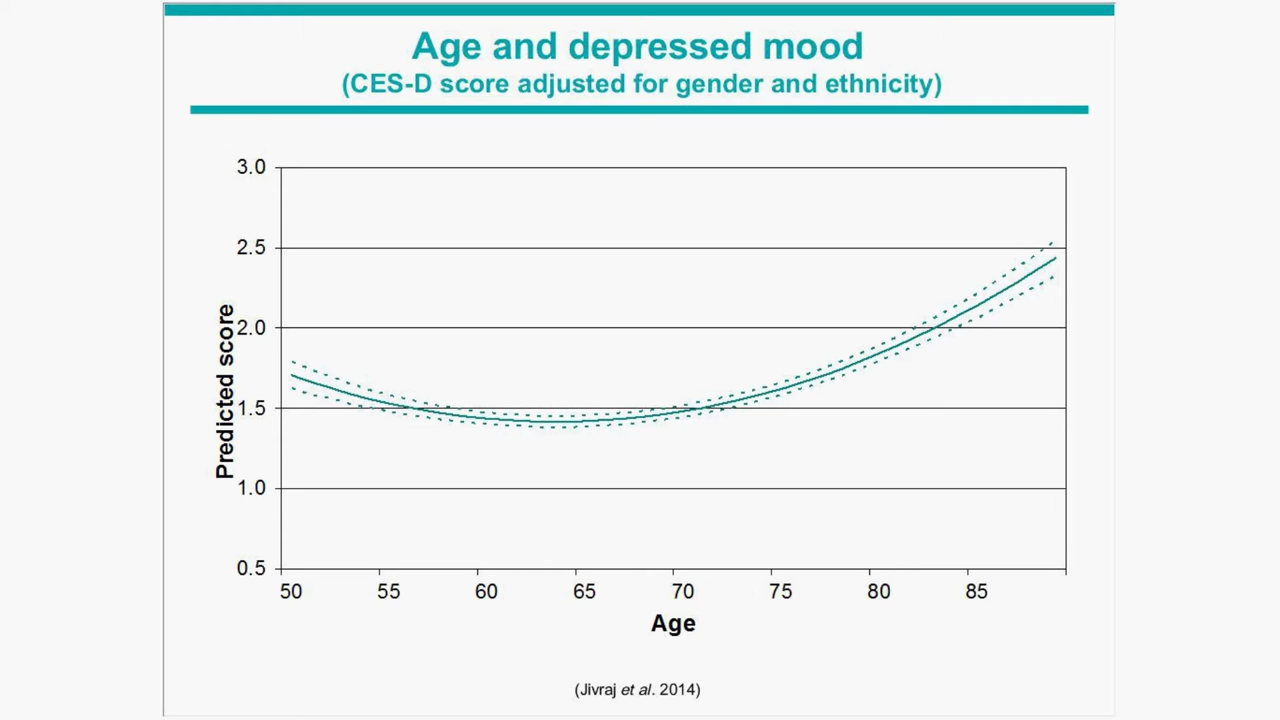 Age and depressed mood
(CES-D score adjusted for gender and ethnicity)
3.0
2.5
2.0
1.5
1.0
0.5
Predicted score
50 55 60 65 70 75 80 85
Age
(Jivraj et al. 2014)